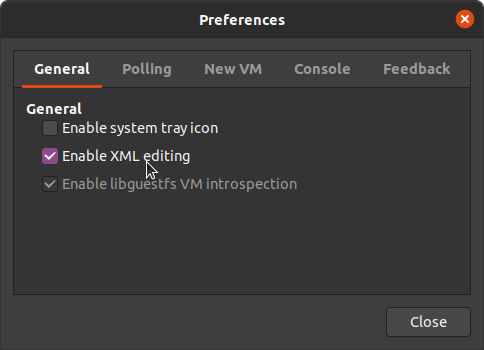 Preferences
General Polling New VM Console Feedback
General
Enable system tray icon
Enable XML editing
Enable libguestfs VM introspection
Close